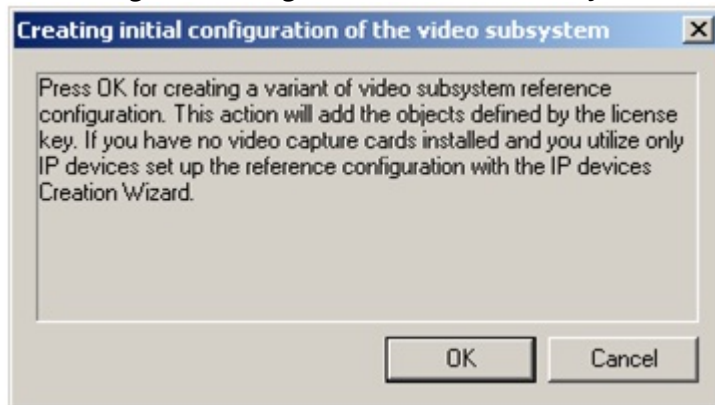 Creating initial configuration of the video subsystem
Press OK for creating a variant of video subsystem reference
configuration. This action will add the objects defined by the license
key. If you have no video capture cards installed and you utilize only
IP devices set up the reference configuration with the IP devices
Creation Wizard.
OK
Cancel